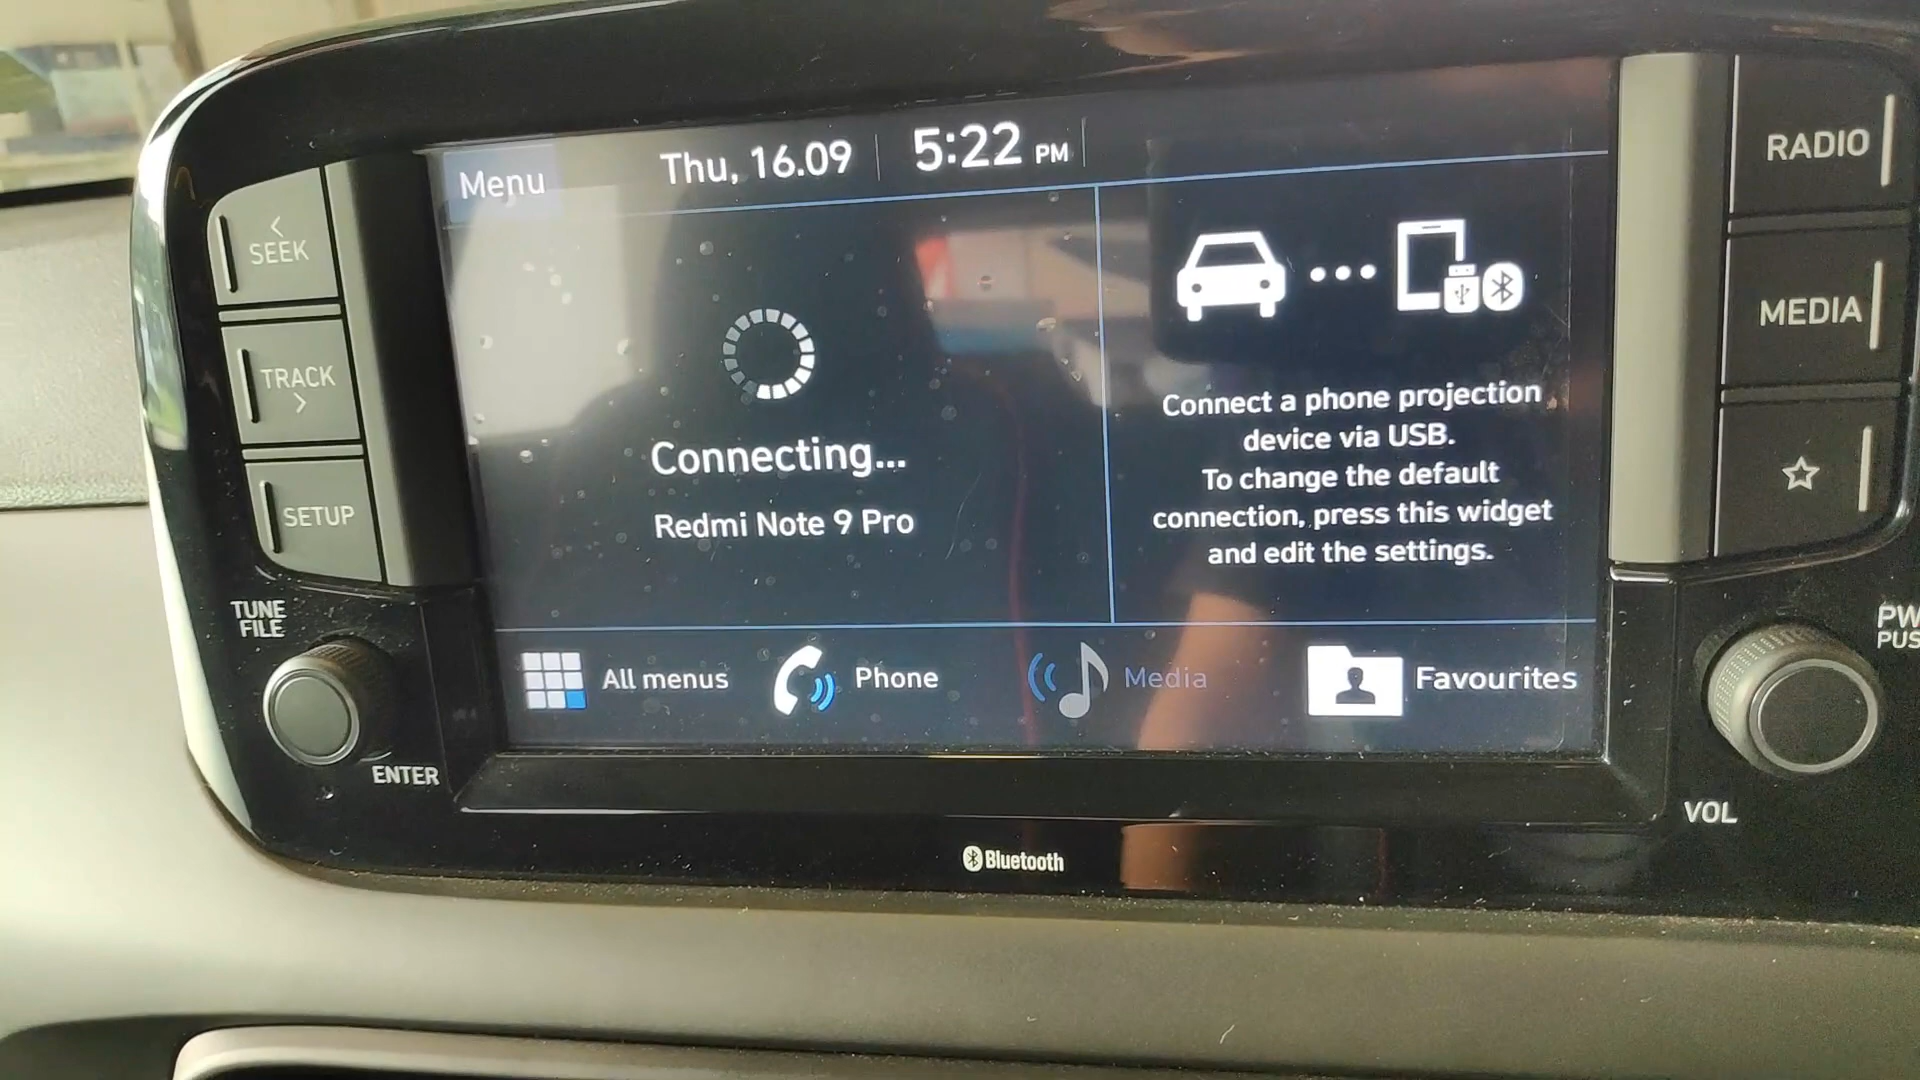 Menu
Thu, 16.09
5:22 PM
<
SEEK
TRACK
>
SETUP
TUNE
FILE
ENTER
Connecting...
Redmi Note 9 Pro
Connect a phone projection
device via USB.
To change the default
connection, press this widget
and edit the settings.
All menus
Phone
Media
Favourites
RADIO
MEDIA
VOL
Bluetooth